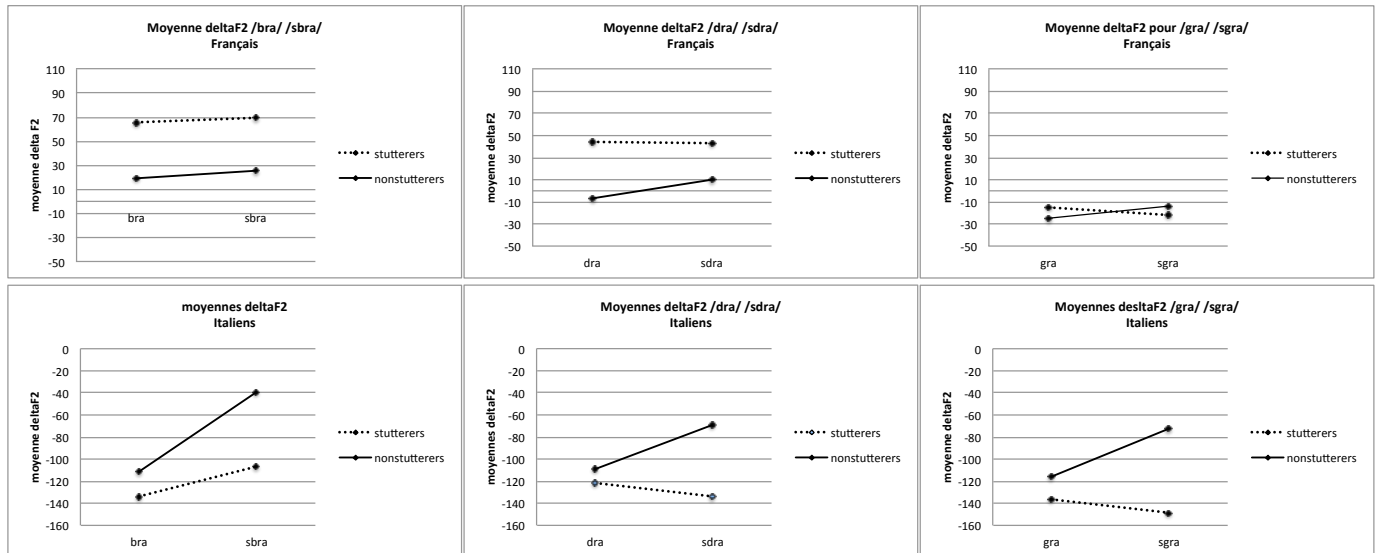 Moyenne deltaF2 /bra/ /sbra/
Français
110
90
70
50
30
10
-10
-30
-50
moyenne delta F2
bra
sbra
stutterers
nonstutterers
Moyenne deltaF2 /dra/ /sdra/
Français
110
90
70
50
30
10
-10
-30
-50
moyenne deltaF2
dra
sdra
stutterers
nonstutterers
Moyenne deltaF2 pour /gra/ /sgra/
Français
110
90
70
50
30
10
-10
-30
-50
moyenne deltaF2
gra
sgra
stutterers
nonstutterers
moyennes deltaF2
Italiens
0
-20
-40
-60
-80
-100
-120
-140
-160
moyenne deltaF2
bra
sbra
stutterers
nonstutterers
Moyennes deltaF2 /dra/ /sdra/
Italiens
0
-20
-40
-60
-80
-100
-120
-140
-160
moyennes deltaF2
dra
sdra
stutterers
nonstutterers
Moyennes desltaF2 /gra/ /sgra/
Italiens
0
-20
-40
-60
-80
-100
-120
-140
-160
moyenne deltaF2
gra
sgra
stutterers
nonstutterers